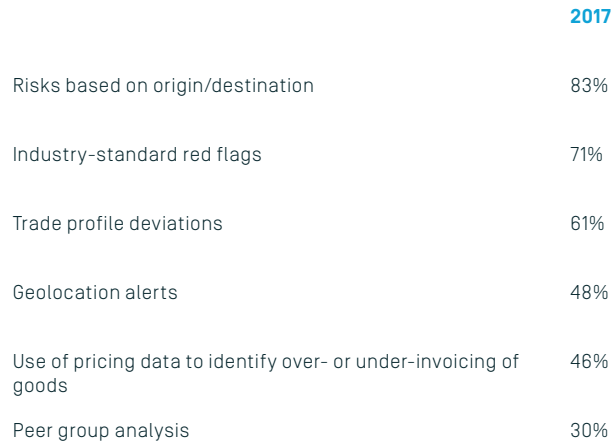 2017
Risks based on origin/destination 83%
Industry-standard red flags 71%
Trade profile deviations 61%
Geolocation alerts 48%
Use of pricing data to identify over- or under-invoicing of 46%
goods
Peer group analysis 30%